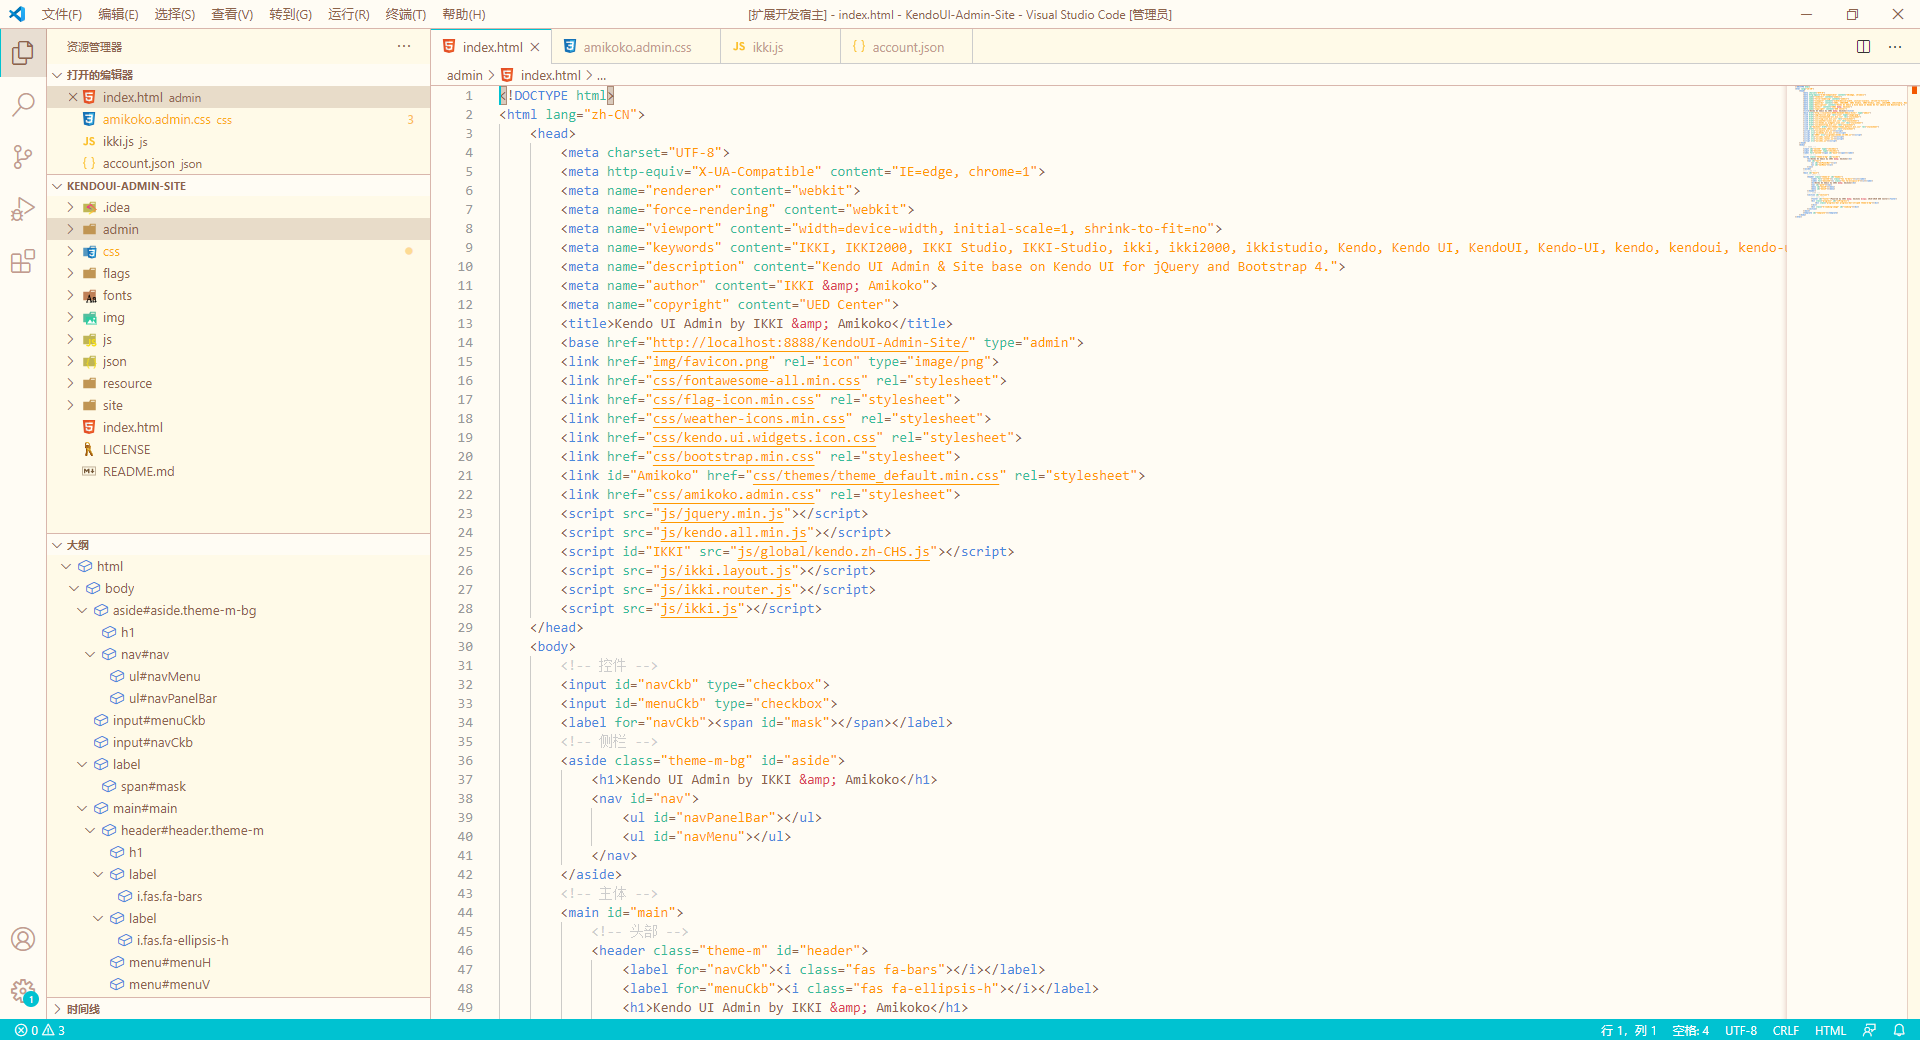 文件(F) 编辑(E) 选择(S) 查看(V) 转到(G) 运行(R) 终端(T) 帮助(H)
[扩展开发宿主] - index.html - KendoUI-Admin-Site - Visual Studio Code [管理员]
资源管理器
打开的编辑器
index.html admin
amikoko.admin.css css 3
ikki.js js
account.json json
KENDOUI-ADMIN-SITE
.idea
admin
css
flags
fonts
img
js
json
resource
site
index.html
LICENSE
README.md
大纲
html
body
aside#aside.theme-m-bg
h1
nav#nav
ul#navMenu
ul#navPanelBar
input#menuCkb
input#navCkb
label
span#mask
main#main
header#header.theme-m
h1
label
i.fas.fa-bars
label
i.fas.fa-ellipsis-h
menu#menuH
menu#menuV
时间线
1
index.html amikoko.admin.css JS ikki.js { } account.json
admin > index.html > ...
1 <!DOCTYPE html>
2 <html lang="zh-CN">
3 <head>
4 <meta charset="UTF-8">
5 <meta http-equiv="X-UA-Compatible" content="IE=edge, chrome=1">
6 <meta name="renderer" content="webkit">
7 <meta name="force-rendering" content="webkit">
8 <meta name="viewport" content="width=device-width, initial-scale=1, shrink-to-fit=no">
9 <meta name="keywords" content="IKKI, IKKI2000, IKKI Studio, IKKI-Studio, ikki, ikki2000, ikkistudio, Kendo, Kendo UI, KendoUI, Kendo-UI, kendo, kendoui, kendo-
10 <meta name="description" content="Kendo UI Admin & Site base on Kendo UI for jQuery and Bootstrap 4.">
11 <meta name="author" content="IKKI &amp; Amikoko">
12 <meta name="copyright" content="UED Center">
13 <title>Kendo UI Admin by IKKI &amp; Amikoko</title>
14 <base href="http://localhost:8888/KendoUI-Admin-Site/" type="admin">
15 <link href="img/favicon.png" rel="icon" type="image/png">
16 <link href="css/fontawesome-all.min.css" rel="stylesheet">
17 <link href="css/flag-icon.min.css" rel="stylesheet">
18 <link href="css/weather-icons.min.css" rel="stylesheet">
19 <link href="css/kendo.ui.widgets.icon.css" rel="stylesheet">
20 <link href="css/bootstrap.min.css" rel="stylesheet">
21 <link id="Amikoko" href="css/themes/theme_default.min.css" rel="stylesheet">
22 <link href="css/amikoko.admin.css" rel="stylesheet">
23 <script src="js/jquery.min.js"></script>
24 <script src="js/kendo.all.min.js"></script>
25 <script id="IKKI" src="js/global/kendo.zh-CHS.js"></script>
26 <script src="js/ikki.layout.js"></script>
27 <script src="js/ikki.router.js"></script>
28 <script src="js/ikki.js"></script>
29 </head>
30 <body>
31 <!-- 控件 -->
32 <input id="navCkb" type="checkbox">
33 <input id="menuCkb" type="checkbox">
34 <label for="navCkb"><span id="mask"></span></label>
35 <!-- 侧栏 -->
36 <aside class="theme-m-bg" id="aside">
37 <h1>Kendo UI Admin by IKKI &amp; Amikoko</h1>
38 <nav id="nav">
39 <ul id="navPanelBar"></ul>
40 <ul id="navMenu"></ul>
41 </nav>
42 </aside>
43 <!-- 主体 -->
44 <main id="main">
45 <!-- 头部 -->
46 <header class="theme-m" id="header">
47 <label for="navCkb"><i class="fas fa-bars"></i></label>
48 <label for="menuCkb"><i class="fas fa-ellipsis-h"></i></label>
49 <h1>Kendo UI Admin by IKKI &amp; Amikoko</h1>
0 3 行 1，列 1 空格: 4 UTF-8 CRLF HTML